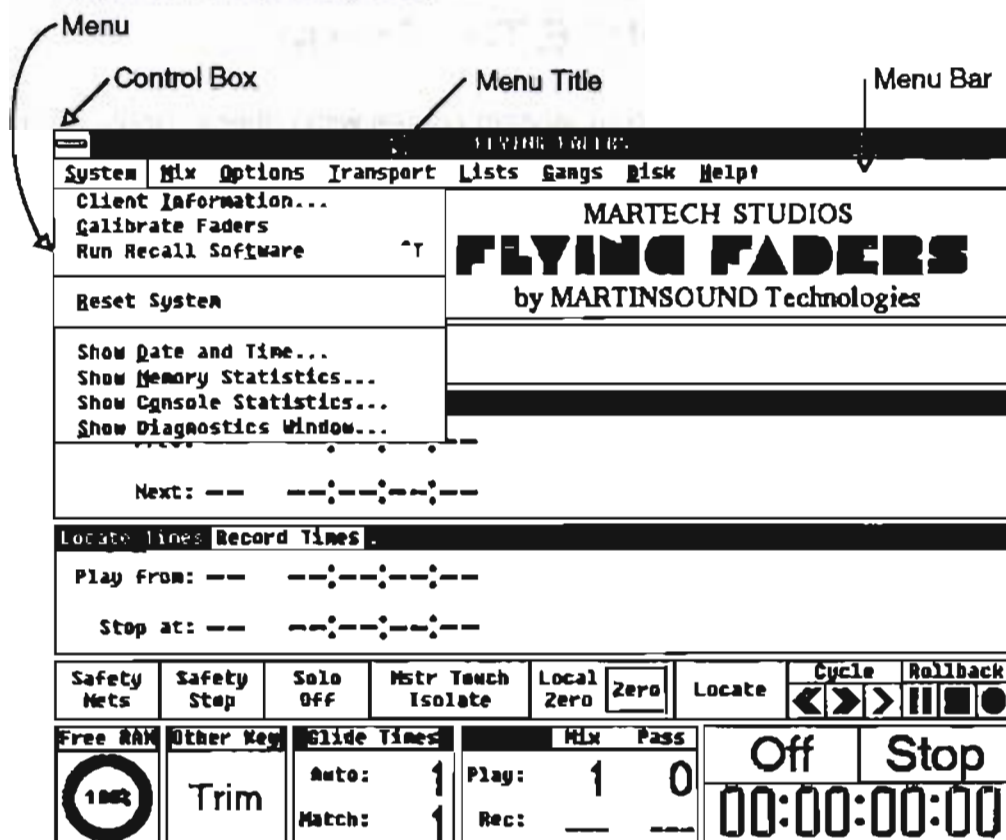 Menu
Control Box
Menu Title
Menu Bar
FLYING FADERS
System Mix Options Transport Lists Gangs Disk Help!
Client Information...
Calibrate Faders
Run Recall Software ^T
Reset System
Show Date and Time...
Show Memory Statistics...
Show Console Statistics...
Show Diagnostics Window...
MARTECH STUDIOS
FLYING FADERS
by MARTINSOUND Technologies
Next: -- --:--:--:--
Locate Times Record Times
Play from: -- --:--:--:--
Stop at: -- --:--:--:--
Safety Nets
Safety Stop
Solo Off
Mstr Touch Isolate
Local Zero
Zero
Locate
Cycle
Rollback
Free RAM
100%
Other Key
Trim
Glide Times
Auto: 1
Match: 1
Mix Pass
Play: 1 0
Rec: ___ ___
Off
Stop
00:00:00:00